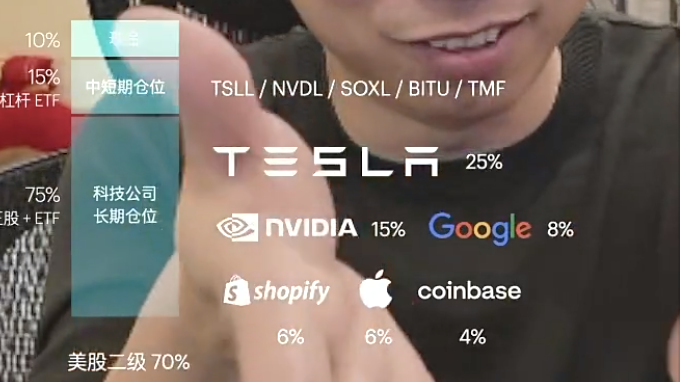 10%
现金
15%
杠杆 ETF
中短期仓位
TSLL / NVDL / SOXL / BITU / TMF
TESLA 25%
75%
正股 + ETF
科技公司
长期仓位
NVIDIA 15% Google 8%
shopify coinbase
6% 6% 4%
美股二级 70%